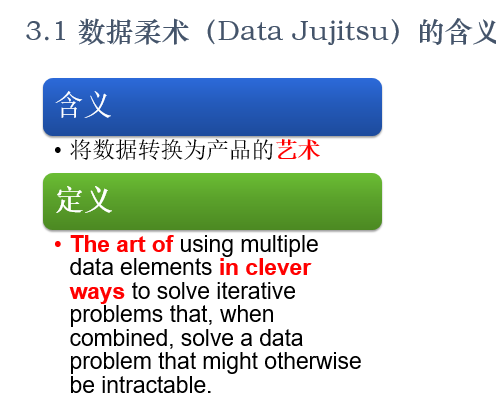 3.1 数据柔术（Data Jujitsu）的含义
含义
• 将数据转换为产品的艺术
定义
• The art of using multiple
data elements in clever
ways to solve iterative
problems that, when
combined, solve a data
problem that might otherwise
be intractable.